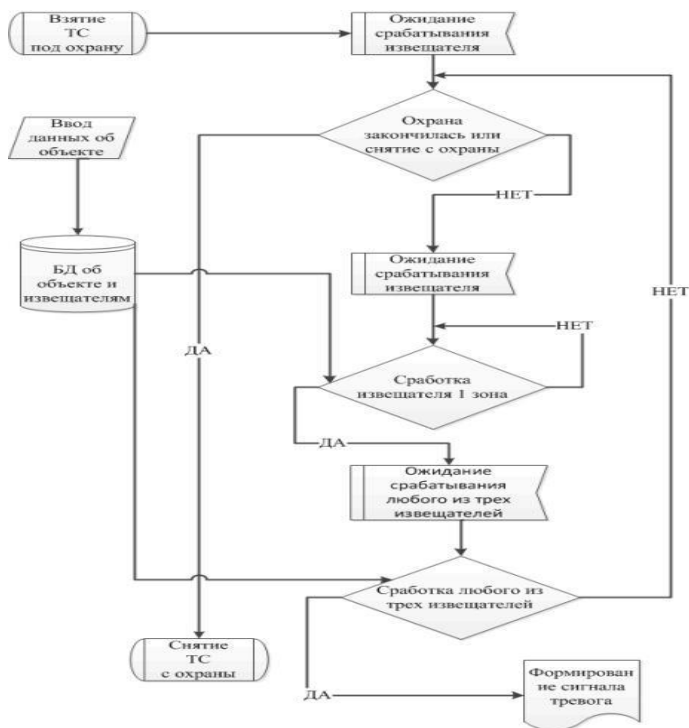 Взятие
ТС
под охрану
Ожидание
срабатывания
извещателя
Ввод
данных об
объекте
Охрана
закончилась или
снятие с охраны
НЕТ
БД об
объекте и
извещателям
Ожидание
срабатывания
извещателя
НЕТ
НЕТ
ДА
Сработка
извещателя 1 зона
ДА
Ожидание
срабатывания
любого из трех
извещателей
Сработка любого из
трех извещателей
Снятие
ТС
с охраны
ДА
Формирован
ие сигнала
тревога